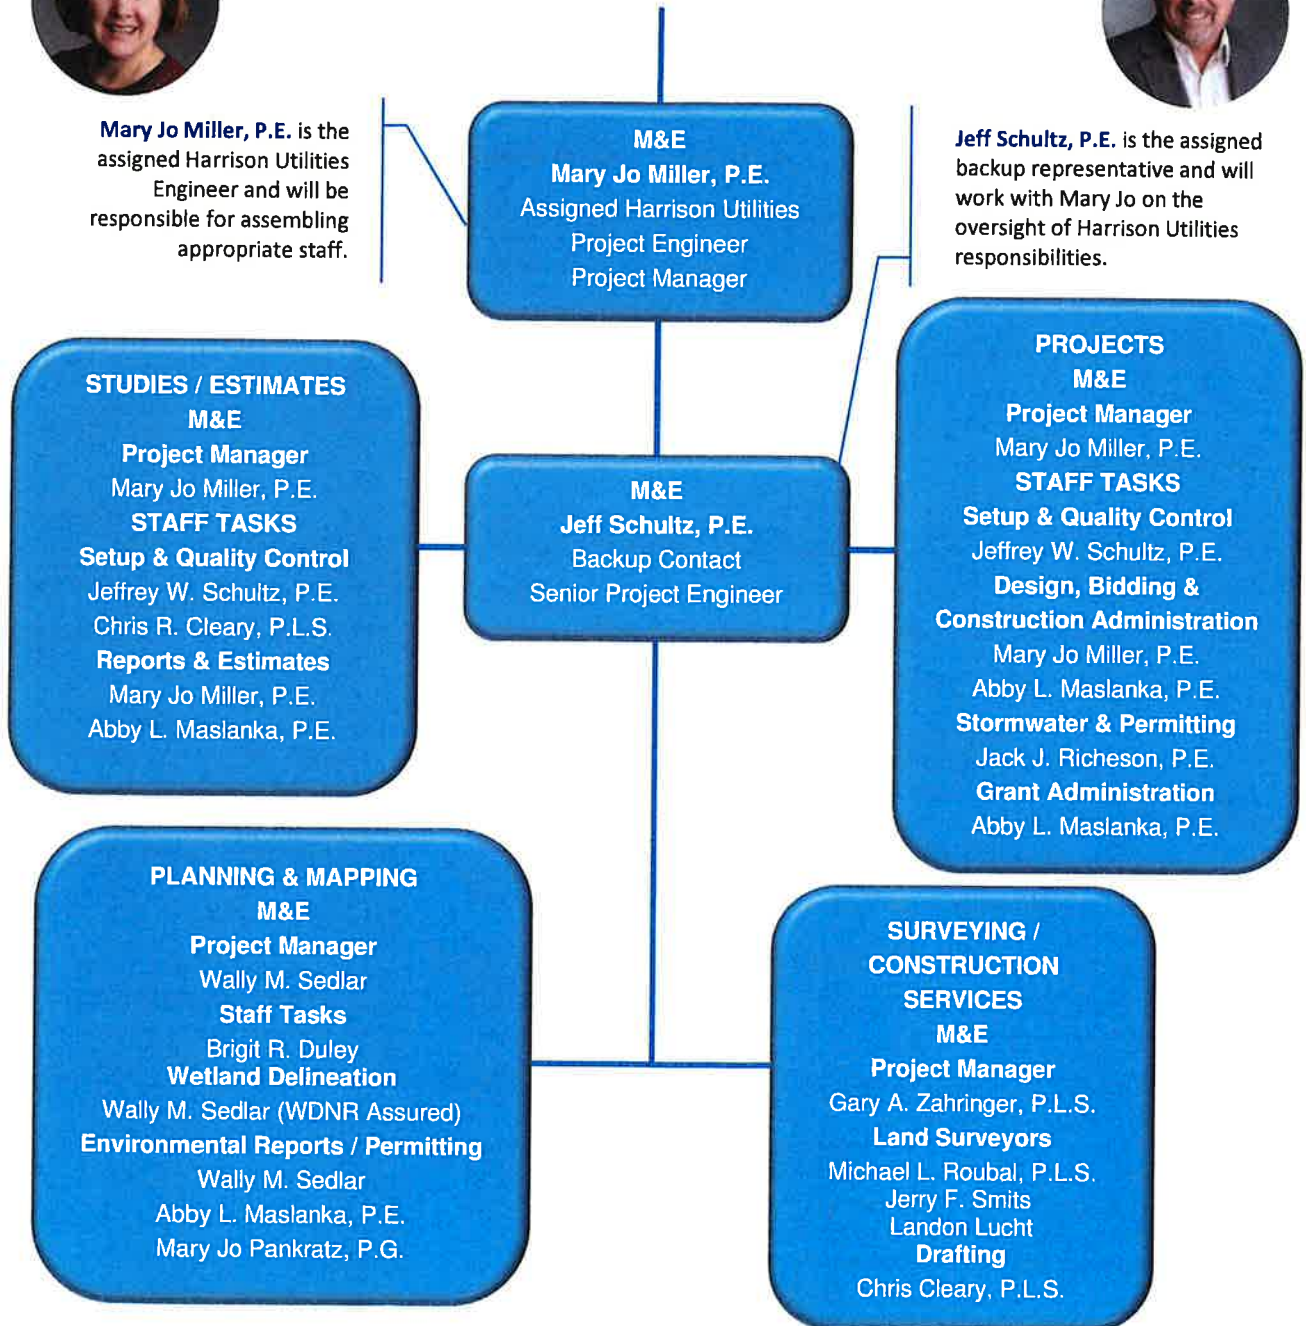 Mary Jo Miller, P.E. is the
assigned Harrison Utilities
Engineer and will be
responsible for assembling
appropriate staff.
M&E
Mary Jo Miller, P.E.
Assigned Harrison Utilities
Project Engineer
Project Manager
Jeff Schultz, P.E. is the assigned
backup representative and will
work with Mary Jo on the
oversight of Harrison Utilities
responsibilities.
STUDIES / ESTIMATES
M&E
Project Manager
Mary Jo Miller, P.E.
STAFF TASKS
Setup & Quality Control
Jeffrey W. Schultz, P.E.
Chris R. Cleary, P.L.S.
Reports & Estimates
Mary Jo Miller, P.E.
Abby L. Maslanka, P.E.
M&E
Jeff Schultz, P.E.
Backup Contact
Senior Project Engineer
PROJECTS
M&E
Project Manager
Mary Jo Miller, P.E.
STAFF TASKS
Setup & Quality Control
Jeffrey W. Schultz, P.E.
Design, Bidding &
Construction Administration
Mary Jo Miller, P.E.
Abby L. Maslanka, P.E.
Stormwater & Permitting
Jack J. Richeson, P.E.
Grant Administration
Abby L. Maslanka, P.E.
PLANNING & MAPPING
M&E
Project Manager
Wally M. Sedlar
Staff Tasks
Brigit R. Duley
Wetland Delineation
Wally M. Sedlar (WDNR Assured)
Environmental Reports / Permitting
Wally M. Sedlar
Abby L. Maslanka, P.E.
Mary Jo Pankratz, P.G.
SURVEYING /
CONSTRUCTION
SERVICES
M&E
Project Manager
Gary A. Zahringer, P.L.S.
Land Surveyors
Michael L. Roubal, P.L.S.
Jerry F. Smits
Landon Lucht
Drafting
Chris Cleary, P.L.S.